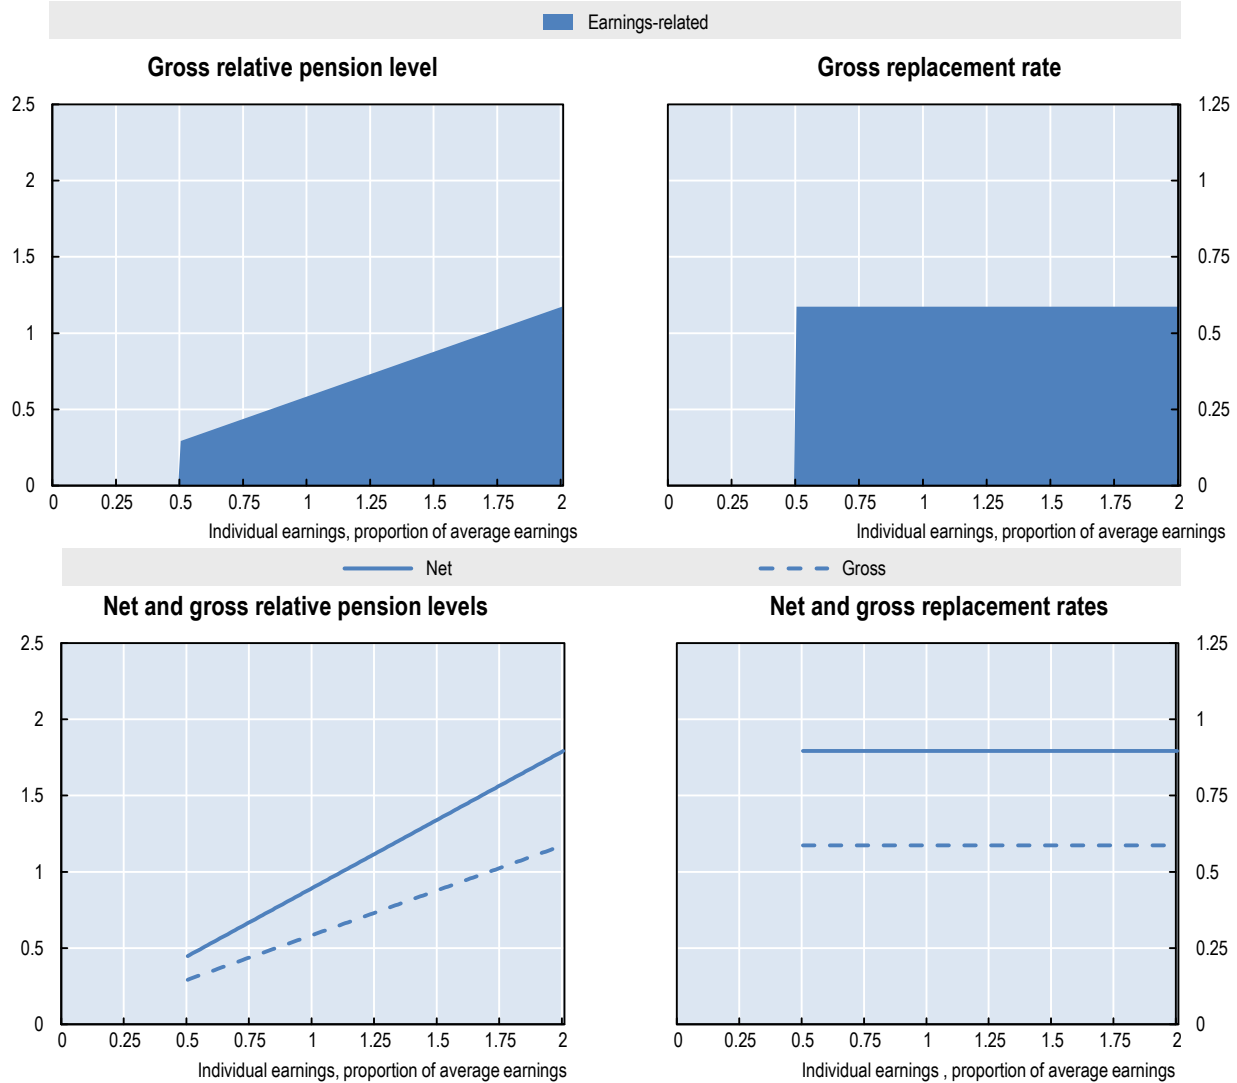 Earnings-related
Gross relative pension level
Gross replacement rate
2.5
2
1.5
1
0.5
0
0 0.25 0.5 0.75 1 1.25 1.5 1.75 2
Individual earnings, proportion of average earnings
1.25
1
0.75
0.5
0.25
0
0 0.25 0.5 0.75 1 1.25 1.5 1.75 2
Individual earnings, proportion of average earnings
Net Gross
Net and gross relative pension levels
Net and gross replacement rates
2.5
2
1.5
1
0.5
0
0 0.25 0.5 0.75 1 1.25 1.5 1.75 2
Individual earnings, proportion of average earnings
1.25
1
0.75
0.5
0.25
0
0 0.25 0.5 0.75 1 1.25 1.5 1.75 2
Individual earnings , proportion of average earnings